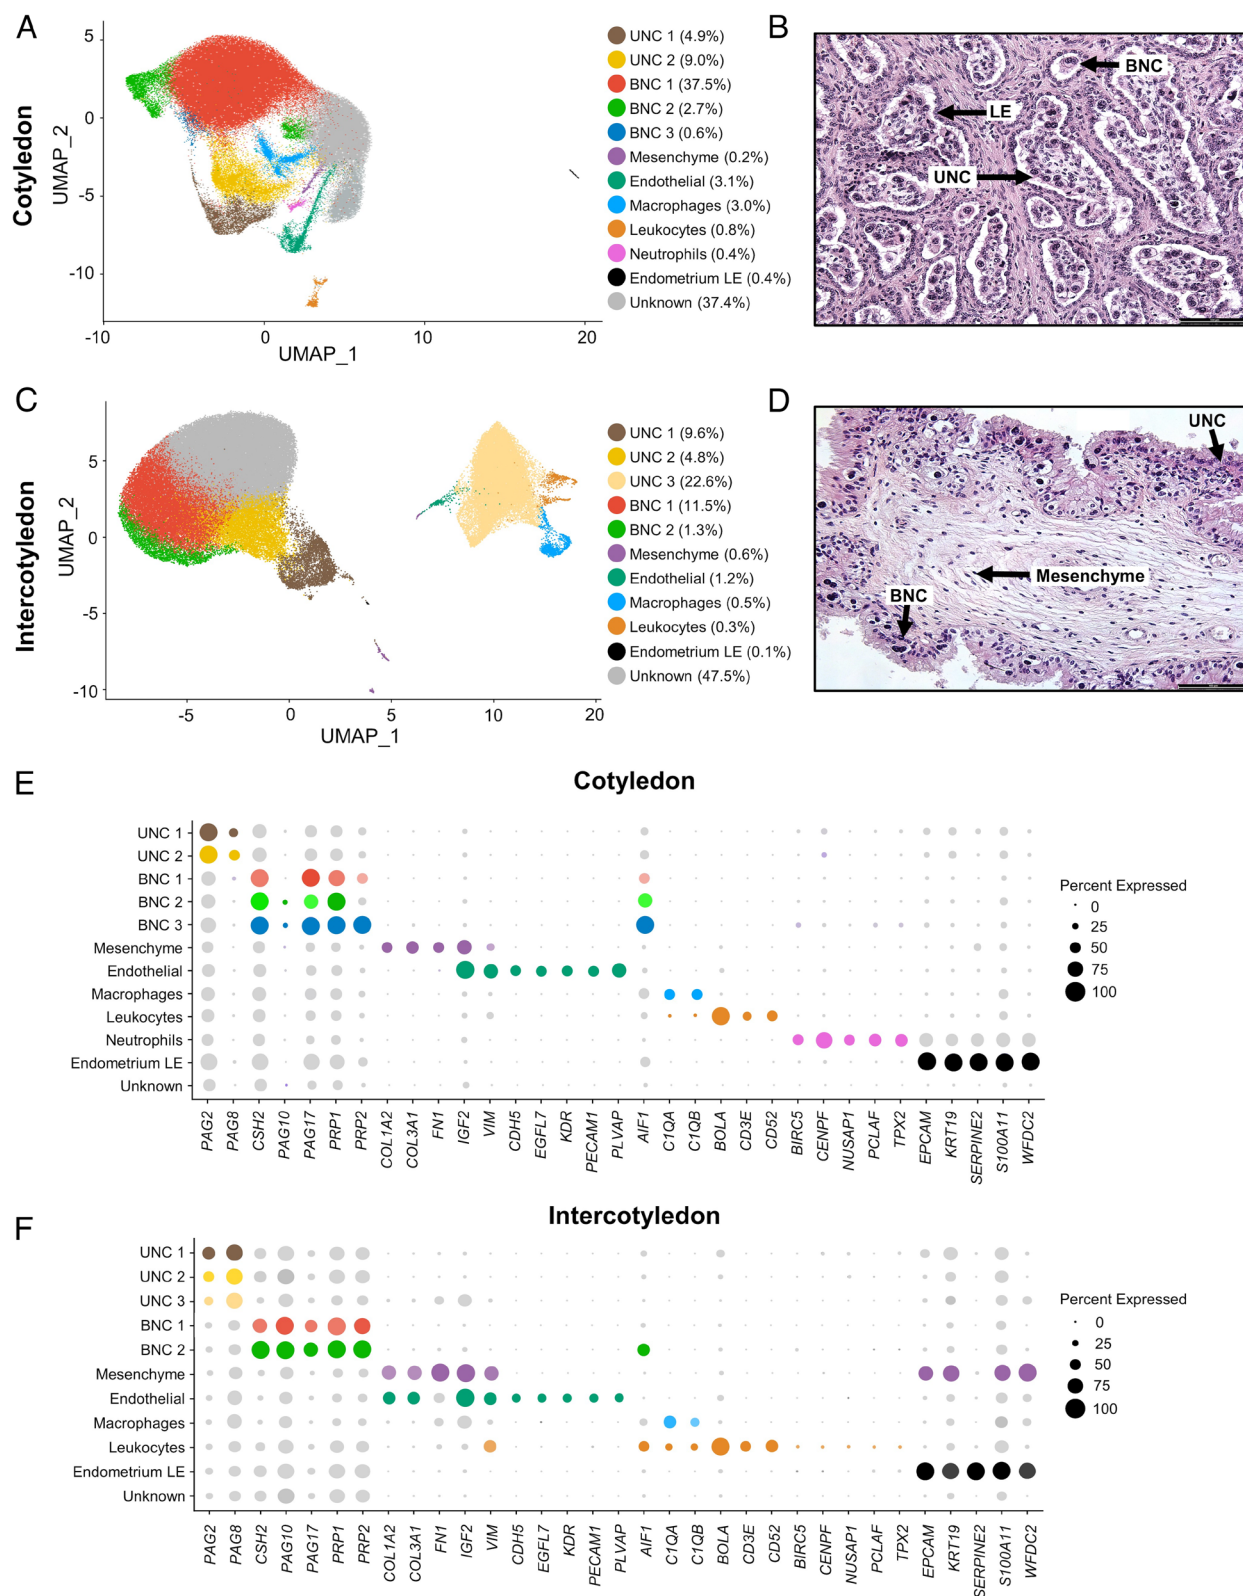 A
Cotyledon
UMAP_2
5
0
-5
-10
-10
0
10
20
UMAP_1
UNC 1 (4.9%)
UNC 2 (9.0%)
BNC 1 (37.5%)
BNC 2 (2.7%)
BNC 3 (0.6%)
Mesenchyme (0.2%)
Endothelial (3.1%)
Macrophages (3.0%)
Leukocytes (0.8%)
Neutrophils (0.4%)
Endometrium LE (0.4%)
Unknown (37.4%)
B
BNC
LE
UNC
C
Intercotyledon
UMAP_2
5
0
-5
-10
-5
0
5
10
20
UMAP_1
UNC 1 (9.6%)
UNC 2 (4.8%)
UNC 3 (22.6%)
BNC 1 (11.5%)
BNC 2 (1.3%)
Mesenchyme (0.6%)
Endothelial (1.2%)
Macrophages (0.5%)
Leukocytes (0.3%)
Endometrium LE (0.1%)
Unknown (47.5%)
D
UNC
Mesenchyme
BNC
E
Cotyledon
UNC 1
UNC 2
BNC 1
BNC 2
BNC 3
Mesenchyme
Endothelial
Macrophages
Leukocytes
Neutrophils
Endometrium LE
Unknown
PAG2
PAG8
CSH2
PAG10
PAG17
PRP1
PRP2
COL1A2
COL3A1
FN1
IGF2
VIM
CDH5
EGFL7
KDR
PECAM1
PLVAP
AIF1
C1QA
C1QB
BOLA
CD3E
CD52
BIRC5
CENPF
NUSAP1
PCLAF
TPX2
EPCAM
KRT19
SERPINE2
S100A11
WFDC2
Percent Expressed
0
25
50
75
100
F
Intercotyledon
UNC 1
UNC 2
UNC 3
BNC 1
BNC 2
Mesenchyme
Endothelial
Macrophages
Leukocytes
Endometrium LE
Unknown
PAG2
PAG8
CSH2
PAG10
PAG17
PRP1
PRP2
COL1A2
COL3A1
FN1
IGF2
VIM
CDH5
EGFL7
KDR
PECAM1
PLVAP
AIF1
C1QA
C1QB
BOLA
CD3E
CD52
BIRC5
CENPF
NUSAP1
PCLAF
TPX2
EPCAM
KRT19
SERPINE2
S100A11
WFDC2
Percent Expressed
0
25
50
75
100